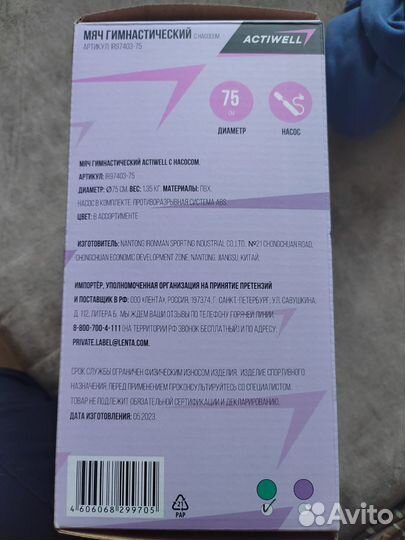 МЯЧ ГИМНАСТИЧЕСКИЙ С НАСОСОМ
АРТИКУЛ: IR97403-75
ACTIWELL
75
СМ
ДИАМЕТР
НАСОС
МЯЧ ГИМНАСТИЧЕСКИЙ ACTIWELL С НАСОСОМ.
АРТИКУЛ: IR97403-75
ДИАМЕТР: Ø75 СМ. ВЕС: 1,35 КГ. МАТЕРИАЛЫ: ПВХ.
НАСОС В КОМПЛЕКТЕ. ПРОТИВОРАЗРЫВНАЯ СИСТЕМА ABS.
ЦВЕТ: В АССОРТИМЕНТЕ
ИЗГОТОВИТЕЛЬ: NANTONG IRONMAN SPORTING INDUSTRIAL CO.,LTD., №21 CHONGCHUAN ROAD,
CHONGCHUAN ECONOMIC DEVELOPMENT ZONE, NANTONG, JIANGSU, КИТАЙ.
ИМПОРТЁР, УПОЛНОМОЧЕННАЯ ОРГАНИЗАЦИЯ НА ПРИНЯТИЕ ПРЕТЕНЗИЙ
И ПОСТАВЩИК В РФ: ООО «ЛЕНТА», РОССИЯ, 197374, Г. САНКТ-ПЕТЕРБУРГ, УЛ. САВУШКИНА,
Д. 112, ЛИТЕРА Б. МЫ ЖДЕМ ВАШИ ОТЗЫВЫ ПО ТЕЛЕФОНУ ГОРЯЧЕЙ ЛИНИИ:
8-800-700-4-111 (НА ТЕРРИТОРИИ РФ ЗВОНОК БЕСПЛАТНЫЙ) И ПО АДРЕСУ:
PRIVATE.LABEL@LENTA.COM.
СРОК СЛУЖБЫ ОГРАНИЧЕН ФИЗИЧЕСКИМ ИЗНОСОМ ИЗДЕЛИЯ. ИЗДЕЛИЕ СПОРТИВНОГО
НАЗНАЧЕНИЯ. ПЕРЕД ПРИМЕНЕНИЕМ ПРОКОНСУЛЬТИРУЙТЕСЬ СО СПЕЦИАЛИСТОМ.
ТОВАР НЕ ПОДЛЕЖИТ ОБЯЗАТЕЛЬНОЙ СЕРТИФИКАЦИИ И ДЕКЛАРИРОВАНИЮ.
ДАТА ИЗГОТОВЛЕНИЯ: 05.2023.
4 606068 299705
21
PAP
Avito